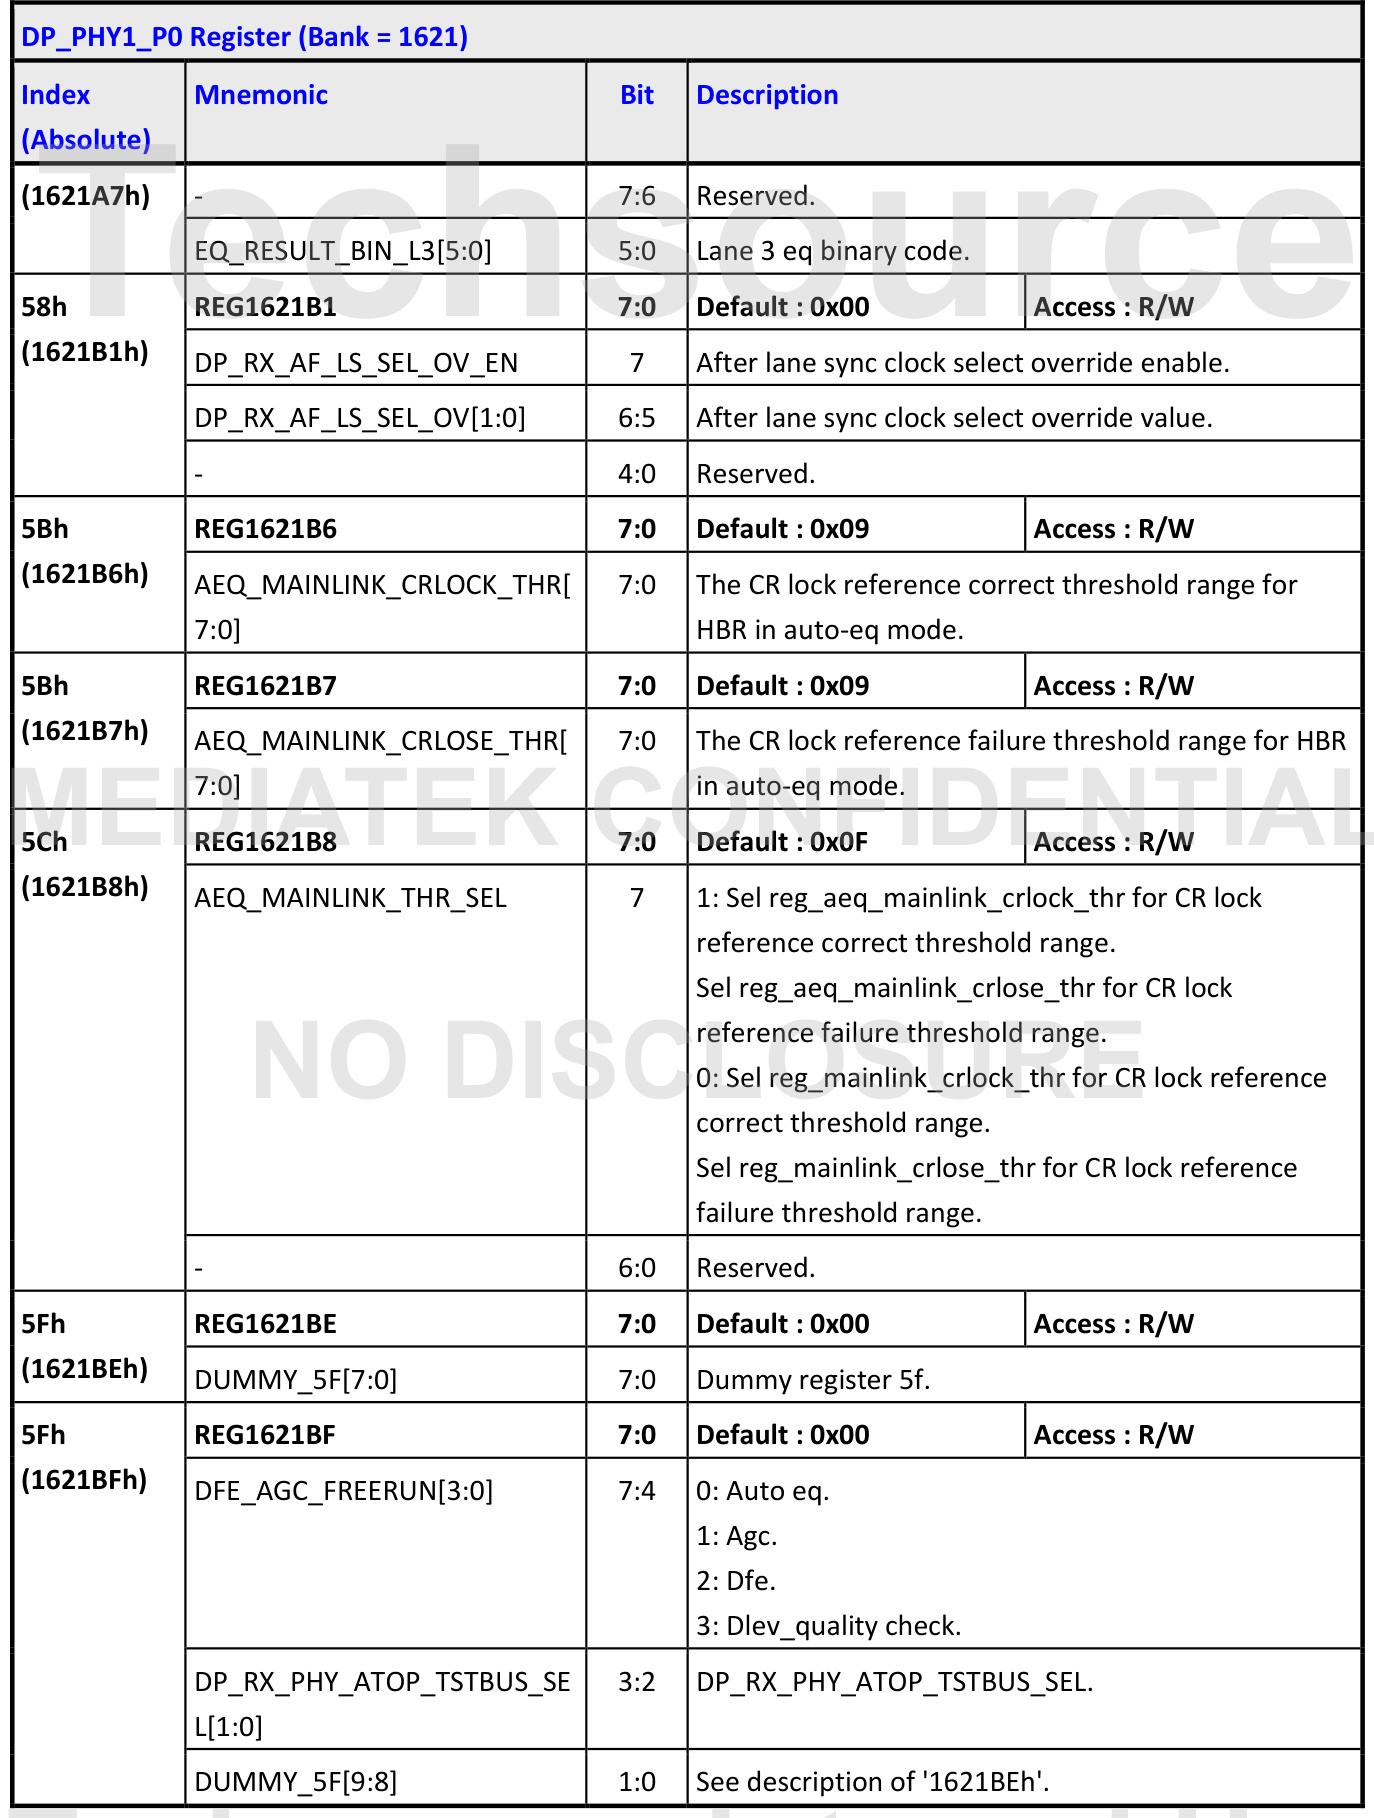 DP_PHY1_P0 Register (Bank = 1621)
Index
(Absolute)
Mnemonic
Bit
Description
(1621A7h)
-
7:6
Reserved.
EQ_RESULT_BIN_L3[5:0]
5:0
Lane 3 eq binary code.
58h
(1621B1h)
REG1621B1
7:0
Default : 0x00
Access : R/W
DP_RX_AF_LS_SEL_OV_EN
7
After lane sync clock select override enable.
DP_RX_AF_LS_SEL_OV[1:0]
6:5
After lane sync clock select override value.
-
4:0
Reserved.
5Bh
(1621B6h)
REG1621B6
7:0
Default : 0x09
Access : R/W
AEQ_MAINLINK_CRLOCK_THR[
7:0]
7:0
The CR lock reference correct threshold range for
HBR in auto-eq mode.
5Bh
(1621B7h)
REG1621B7
7:0
Default : 0x09
Access : R/W
AEQ_MAINLINK_CRLOSE_THR[
7:0]
7:0
The CR lock reference failure threshold range for HBR
in auto-eq mode.
5Ch
(1621B8h)
REG1621B8
7:0
Default : 0x0F
Access : R/W
AEQ_MAINLINK_THR_SEL
7
1: Sel reg_aeq_mainlink_crlock_thr for CR lock
reference correct threshold range.
Sel reg_aeq_mainlink_crlose_thr for CR lock
reference failure threshold range.
0: Sel reg_mainlink_crlock_thr for CR lock reference
correct threshold range.
Sel reg_mainlink_crlose_thr for CR lock reference
failure threshold range.
-
6:0
Reserved.
5Fh
(1621BEh)
REG1621BE
7:0
Default : 0x00
Access : R/W
DUMMY_5F[7:0]
7:0
Dummy register 5f.
5Fh
(1621BFh)
REG1621BF
7:0
Default : 0x00
Access : R/W
DFE_AGC_FREERUN[3:0]
7:4
0: Auto eq.
1: Agc.
2: Dfe.
3: Dlev_quality check.
DP_RX_PHY_ATOP_TSTBUS_SE
L[1:0]
3:2
DP_RX_PHY_ATOP_TSTBUS_SEL.
DUMMY_5F[9:8]
1:0
See description of '1621BEh'.
Techsource
MEDIATEK CONFIDENTIAL
NO DISCLOSURE